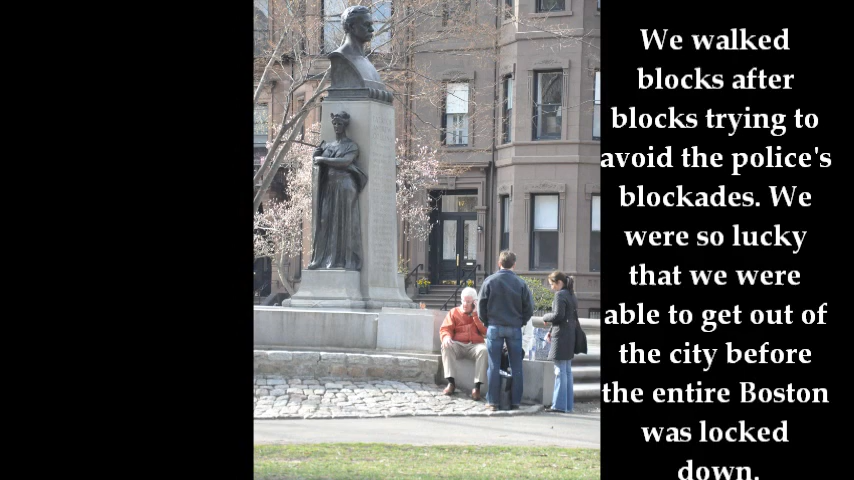 We walked
blocks after
blocks trying to
avoid the police's
blockades. We
were so lucky
that we were
able to get out of
the city before
the entire Boston
was locked
down.